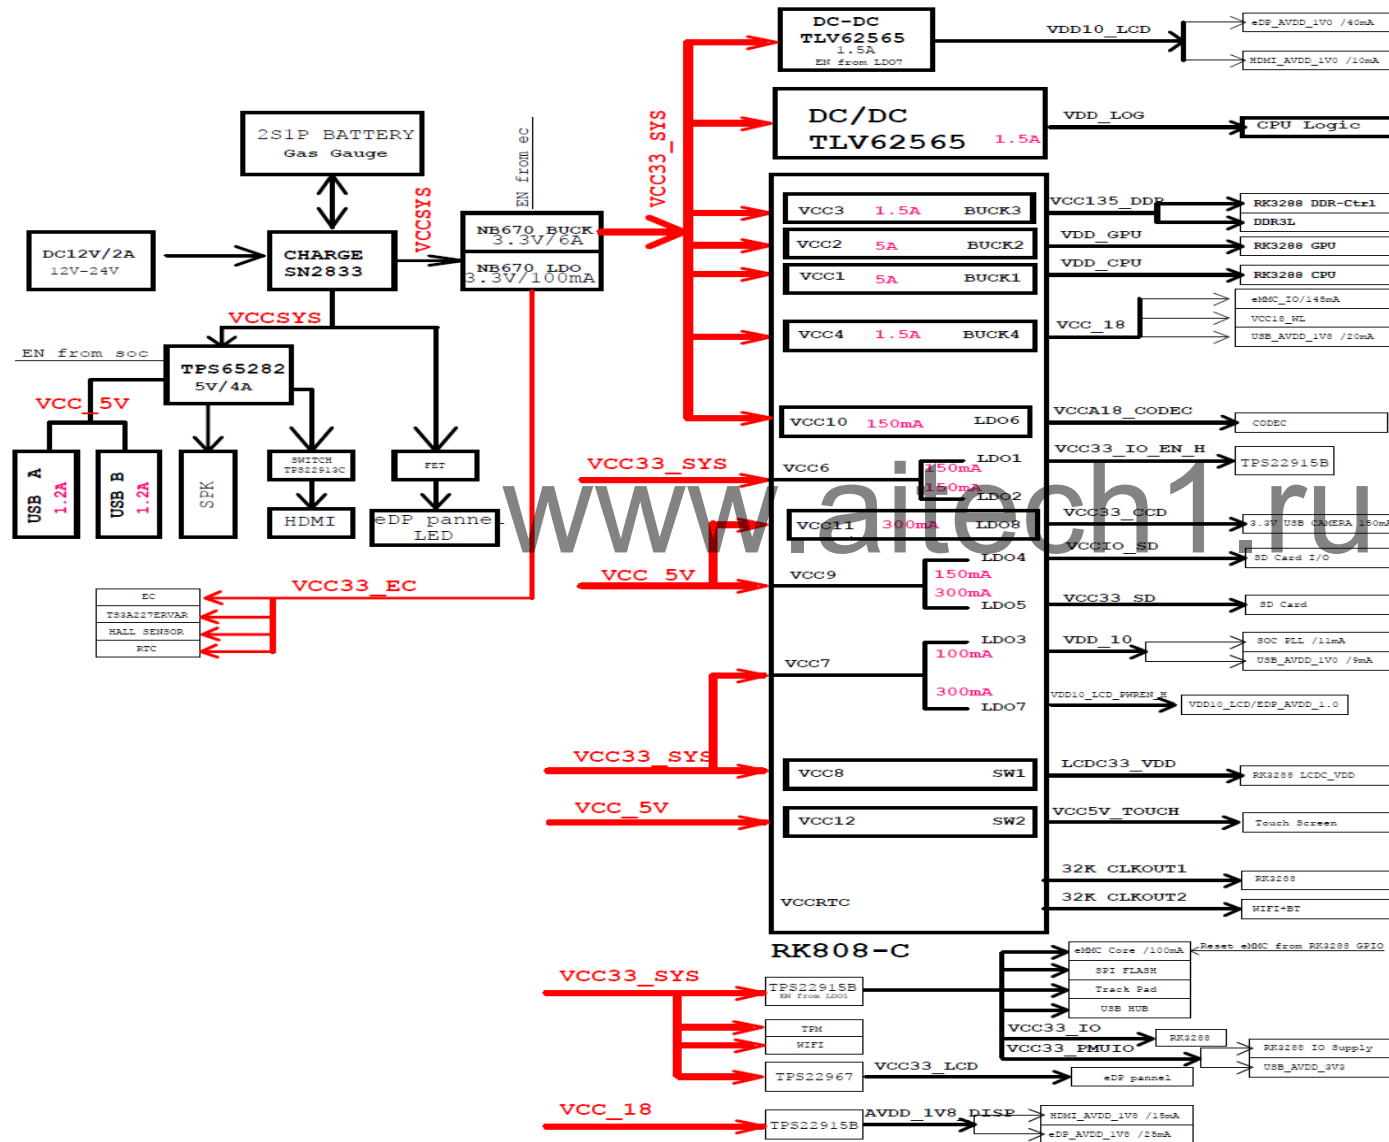 DC-DC
TLV62565
1.5A
EN from LDO7
VDD10_LCD
eDP_AVDD_1V0 /40mA
HDMI_AVDD_1V0 /10mA
DC/DC
TLV62565 1.5A
VDD_LOG
CPU Logic
2S1P BATTERY
Gas Gauge
EN from ec
VCC33_SYS
VCCSYS
DC12V/2A
12V-24V
CHARGE
SN2833
NB670 BUCK
3.3V/6A
NB670 LDO
3.3V/100mA
VCC3 1.5A BUCK3
VCC135_DDR
RK3288 DDR-Ctrl
DDR3L
VCC2 5A BUCK2
VDD_GPU
RK3288 GPU
VCC1 5A BUCK1
VDD_CPU
RK3288 CPU
VCC4 1.5A BUCK4
VCC_18
eMMC_IO/145mA
VCC18_WL
USB_AVDD_1V8 /20mA
VCCSYS
EN from soc
TPS65282
5V/4A
VCC_5V
USB A
1.2A
USB B
1.2A
SPK
SWITCH
TPS22913C
HDMI
FET
eDP pannel
LED
VCC10 150mA LDO6
VCCA18_CODEC
CODEC
VCC33_SYS
VCC6
LDO1
150mA
150mA
LDO2
VCC33_IO_EN_H
TPS22915B
www.aitech1.ru
VCC11 300mA LDO8
VCC33_CCD
3.3V USB CAMERA 150mA
VCC_5V
VCC9
LDO4
150mA
300mA
LDO5
VCCIO_SD
SD Card I/O
VCC33_SD
SD Card
VCC33_EC
EC
TS3A227ERVAR
HALL SENSOR
RTC
VCC7
LDO3
100mA
300mA
LDO7
VDD_10
SOC PLL /11mA
USB_AVDD_1V0 /9mA
VDD10_LCD_PWREN_H
VDD10_LCD/EDP_AVDD_1.0
VCC33_SYS
VCC8 SW1
LCDC33_VDD
RK3288 LCDC_VDD
VCC_5V
VCC12 SW2
VCC5V_TOUCH
Touch Screen
32K CLKOUT1
RK3288
32K CLKOUT2
WIFI+BT
VCCRTC
RK808-C
VCC33_SYS
TPS22915B
EN from LDO1
eMMC Core /100mA
Reset eMMC from RK3288 GPIO
SPI FLASH
Track Pad
USB HUB
TPM
WIFI
VCC33_IO
RK3288
VCC33_PMUIO
RK3288 IO Supply
USB_AVDD_3V3
TPS22967
VCC33_LCD
eDP pannel
VCC_18
TPS22915B
AVDD_1V8_DISP
HDMI_AVDD_1V8 /15mA
eDP_AVDD_1V8 /25mA